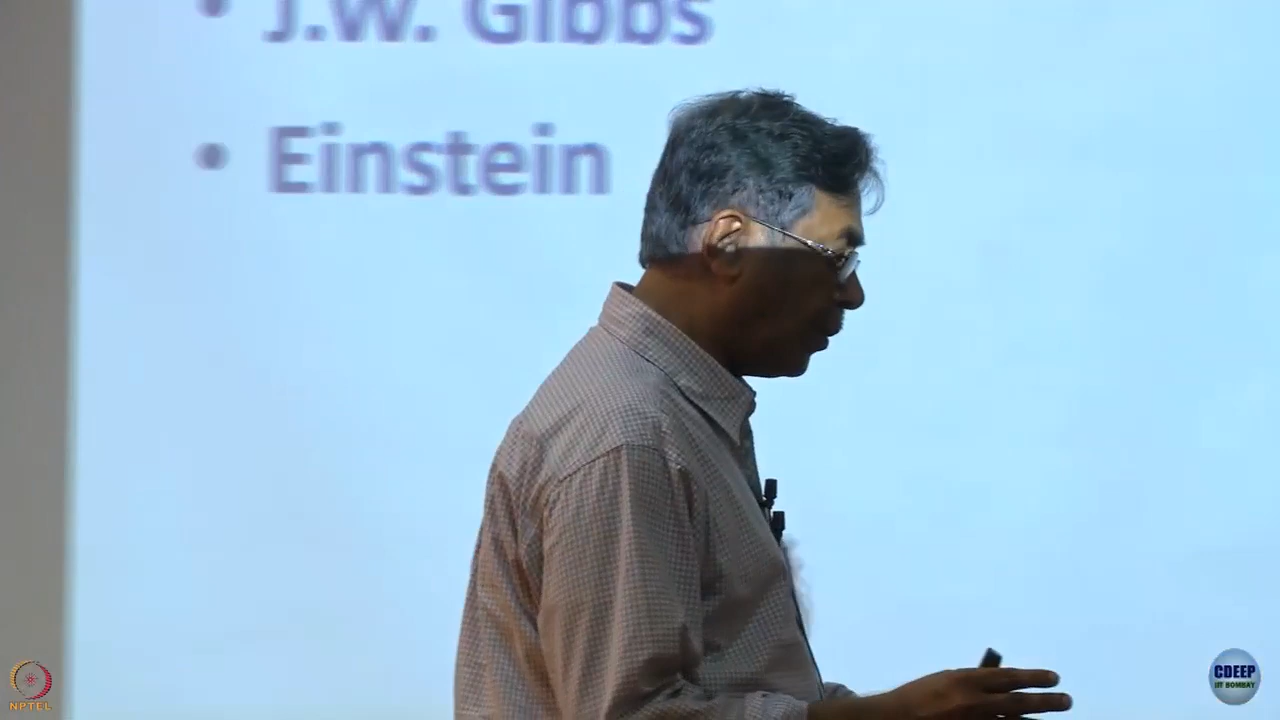 • J.W. Gibbs
• Einstein
NPTEL
CDEEP
IIT BOMBAY